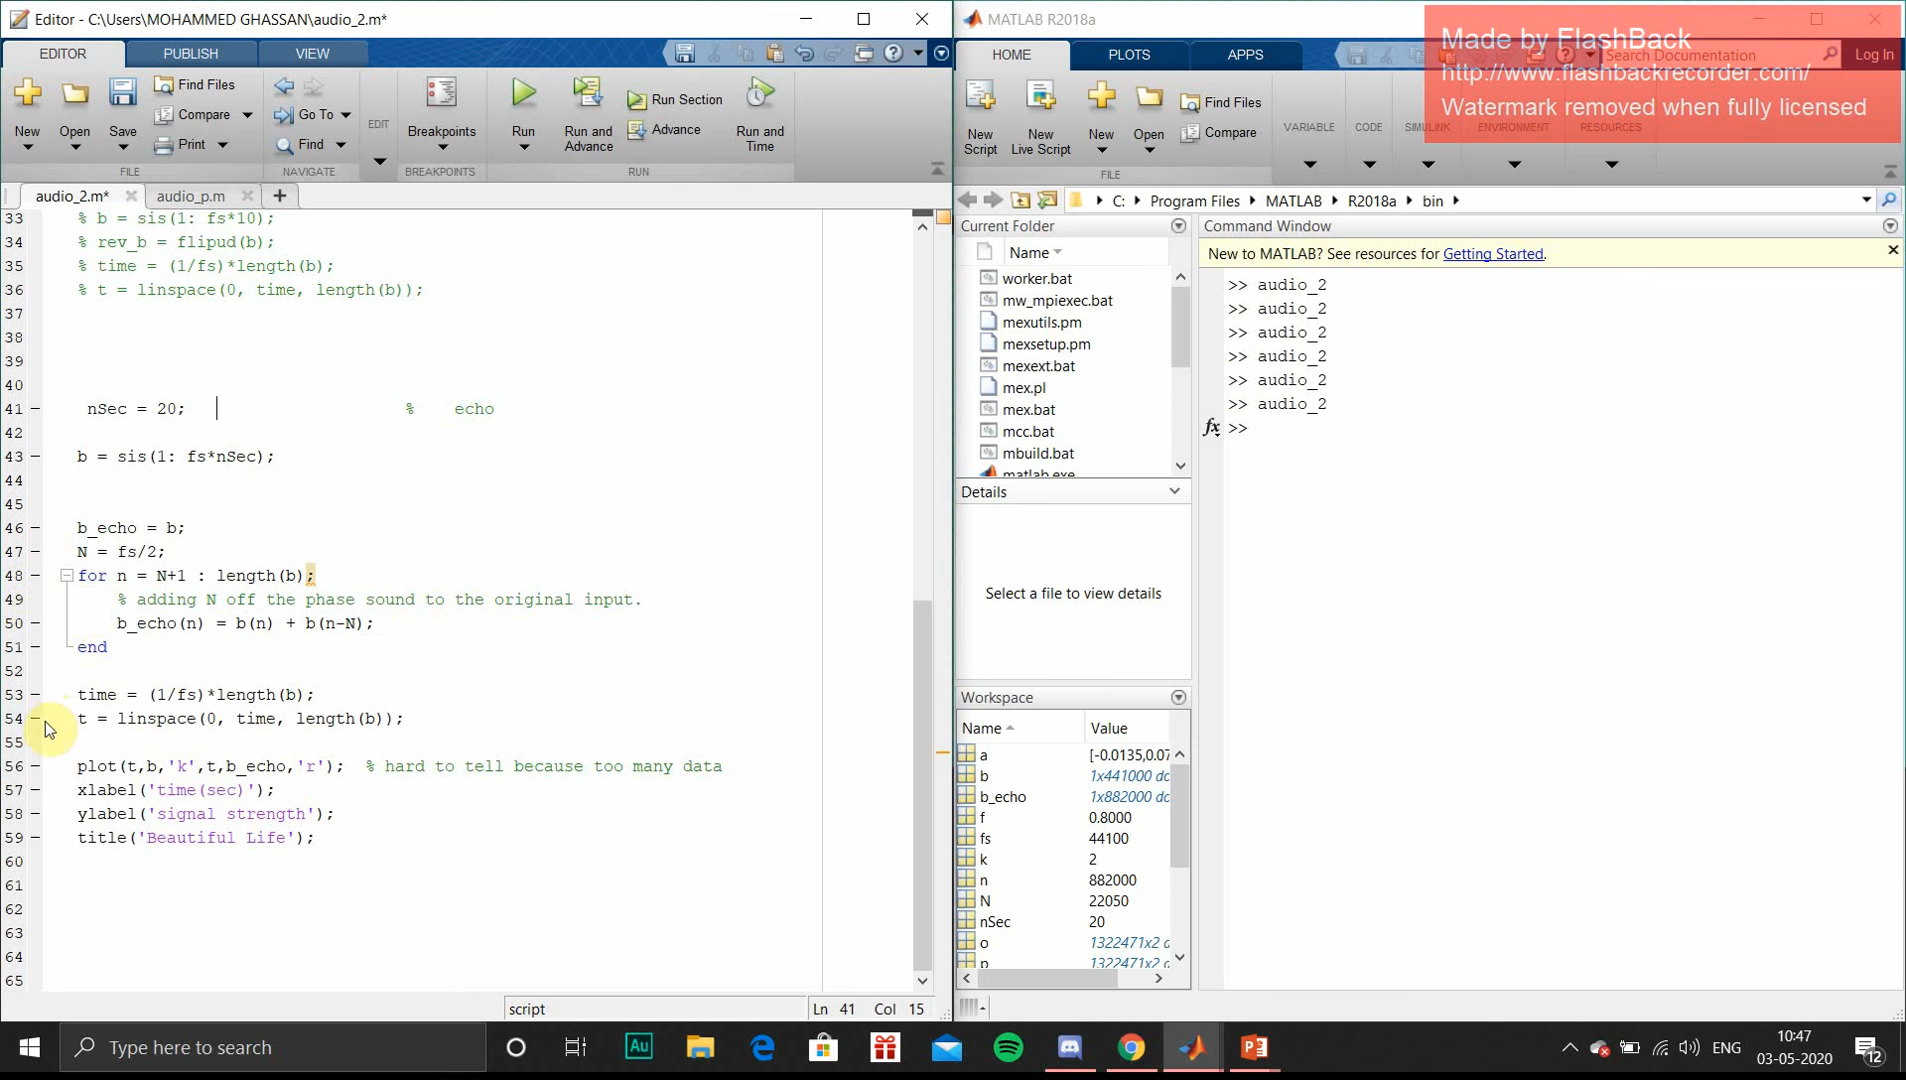 Editor - C:\Users\MOHAMMED GHASSAN\audio_2.m*
EDITOR
PUBLISH
VIEW
New
Open
Save
Find Files
Compare
Print
FILE
Go To
Find
NAVIGATE
EDIT
Breakpoints
BREAKPOINTS
Run
Run and Advance
Run Section
Advance
Run and Time
RUN
audio_2.m*
audio_p.m
33 % b = sis(1: fs*10);
34 % rev_b = flipud(b);
35 % time = (1/fs)*length(b);
36 % t = linspace(0, time, length(b));
37
38
39
40
41 nSec = 20; % echo
42
43 b = sis(1: fs*nSec);
44
45
46 b_echo = b;
47 N = fs/2;
48 for n = N+1 : length(b);
49 % adding N off the phase sound to the original input.
50 b_echo(n) = b(n) + b(n-N);
51 end
52
53 time = (1/fs)*length(b);
54 t = linspace(0, time, length(b));
55
56 plot(t,b,'k',t,b_echo,'r'); % hard to tell because too many data
57 xlabel('time(sec)');
58 ylabel('signal strength');
59 title('Beautiful Life');
60
61
62
63
64
65
script
Ln 41 Col 15
MATLAB R2018a
Made by FlashBack
http://www.flashbackrecorder.com/
Watermark removed when fully licensed
HOME
PLOTS
APPS
Search Documentation
Log In
New Script
New Live Script
New
Open
Find Files
Compare
FILE
VARIABLE
CODE
SIMULINK
ENVIRONMENT
RESOURCES
C: Program Files MATLAB R2018a bin
Current Folder
Name
worker.bat
mw_mpiexec.bat
mexutils.pm
mexsetup.pm
mexext.bat
mex.pl
mex.bat
mcc.bat
mbuild.bat
matlab.exe
Details
Select a file to view details
Workspace
Name Value
a [-0.0135,0.07
b 1x441000 do
b_echo 1x882000 do
f 0.8000
fs 44100
k 2
n 882000
N 22050
nSec 20
o 1322471x2 d
p 1322471x2 d
Command Window
New to MATLAB? See resources for Getting Started.
>> audio_2
>> audio_2
>> audio_2
>> audio_2
>> audio_2
>> audio_2
fx >>
Type here to search
Au
ENG
10:47
03-05-2020
12